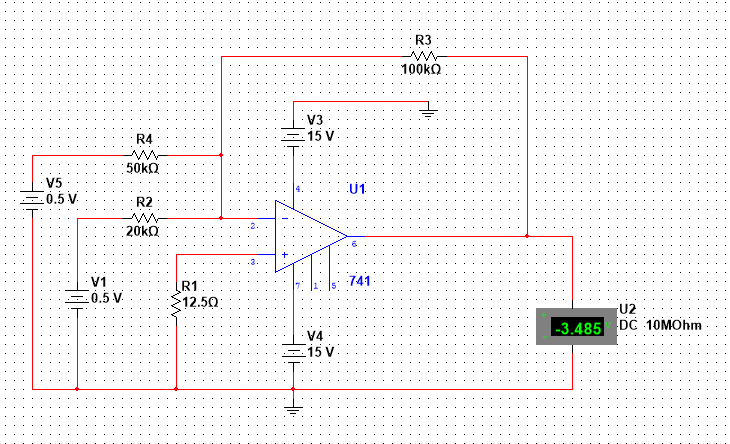 R3
100kΩ
V3
15 V
R4
50kΩ
4
U1
V5
0.5 V
R2
20kΩ
2
6
3
V1
0.5 V
R1
12.5Ω
7
1
5
741
U2
DC 10MOhm
-3.485
V4
15 V